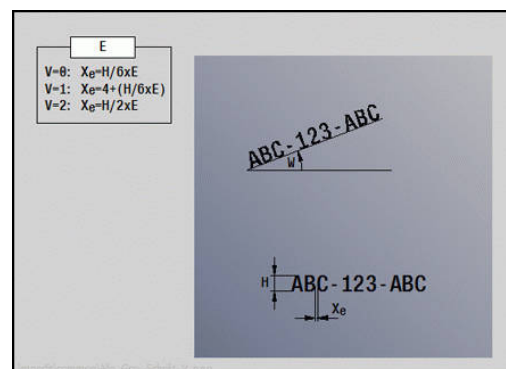 E
V=0: Xe=H/6xE
V=1: Xe=4+(H/6xE)
V=2: Xe=H/2xE
ABC-123-ABC
W
H
ABC-123-ABC
Xe